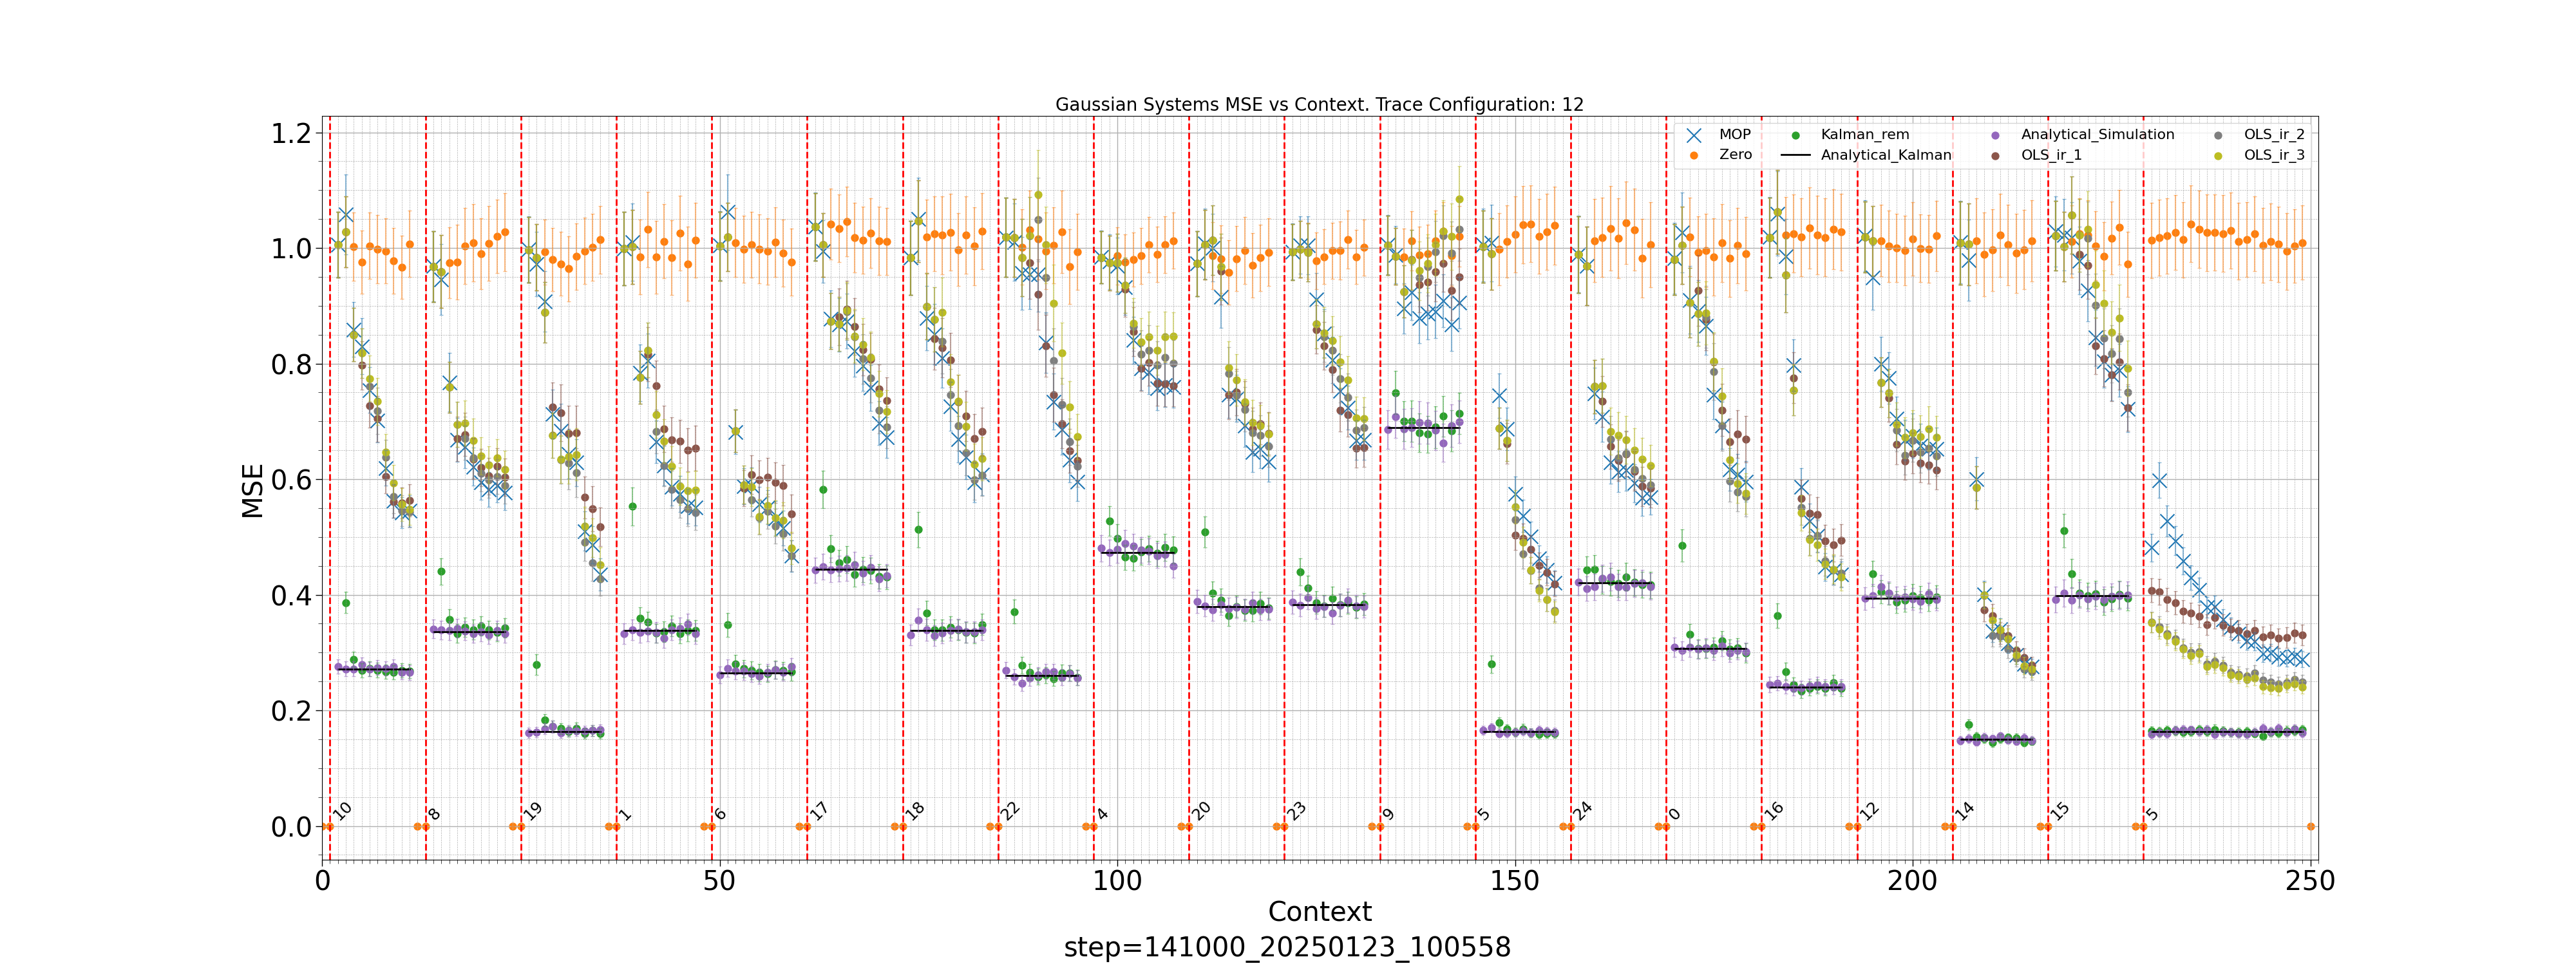 Gaussian Systems MSE vs Context. Trace Configuration: 12
MOP
Zero
Kalman_rem
Analytical_Kalman
Analytical_Simulation
OLS_ir_1
OLS_ir_2
OLS_ir_3
MSE
1.2
1.0
0.8
0.6
0.4
0.2
0.0
10 8 19 1 6 17 18 22 4 20 23 9 5 24 0 16 12 14 15 5
0 50 100 150 200 250
Context
step=141000_20250123_100558